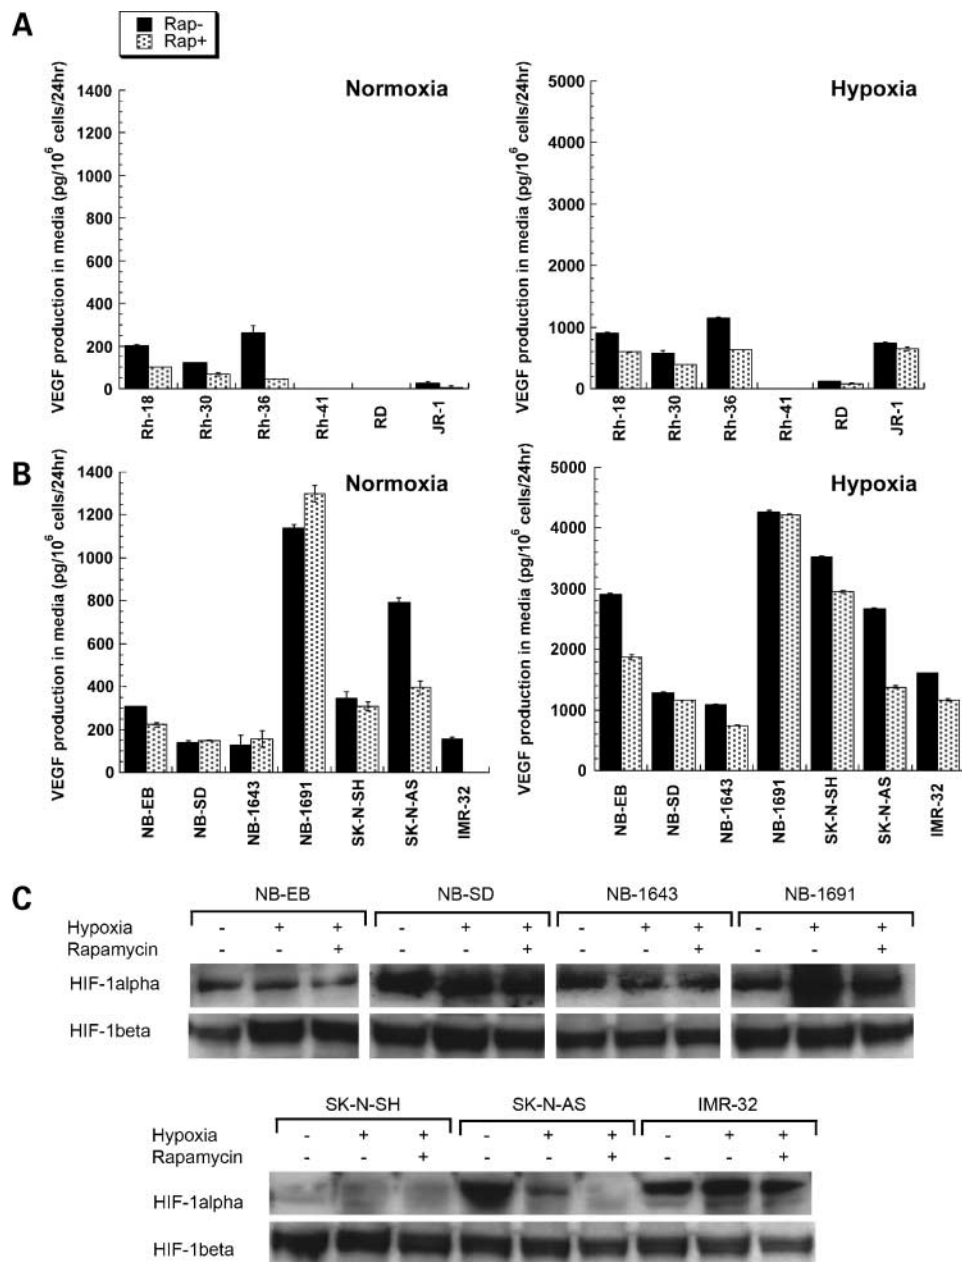 A
Rap-
Rap+
Normoxia
VEGF production in media (pg/10⁶ cells/24hr)
1400
1200
1000
800
600
400
200
0
Rh-18
Rh-30
Rh-36
Rh-41
RD
JR-1
Hypoxia
VEGF production in media (pg/10⁶ cells/24hr)
5000
4000
3000
2000
1000
0
Rh-18
Rh-30
Rh-36
Rh-41
RD
JR-1
B
Normoxia
VEGF production in media (pg/10⁶ cells/24hr)
1400
1200
1000
800
600
400
200
0
NB-EB
NB-SD
NB-1643
NB-1691
SK-N-SH
SK-N-AS
IMR-32
Hypoxia
VEGF production in media (pg/10⁶ cells/24hr)
5000
4000
3000
2000
1000
0
NB-EB
NB-SD
NB-1643
NB-1691
SK-N-SH
SK-N-AS
IMR-32
C
NB-EB NB-SD NB-1643 NB-1691
Hypoxia - + + - + + - + + - + +
Rapamycin - - + - - + - - + - - +
HIF-1alpha
HIF-1beta
SK-N-SH SK-N-AS IMR-32
Hypoxia - + + - + + - + +
Rapamycin - - + - - + - - +
HIF-1alpha
HIF-1beta